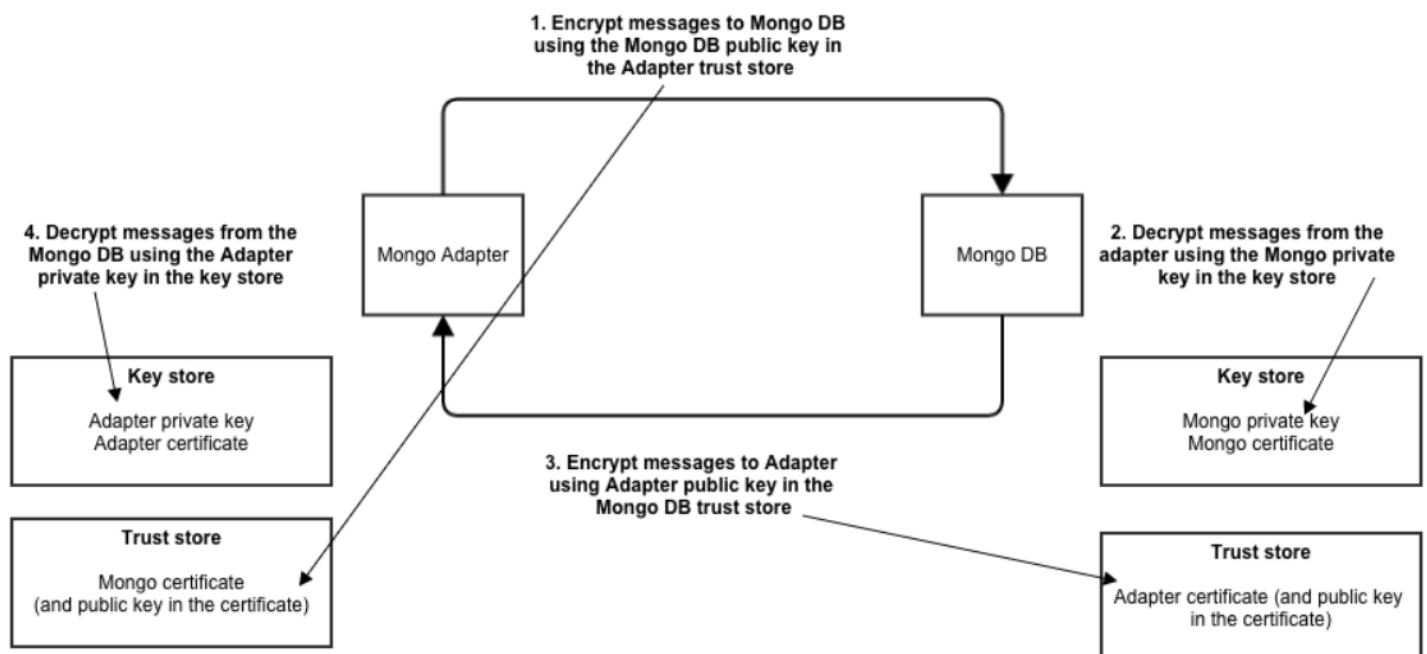 1. Encrypt messages to Mongo DB
using the Mongo DB public key in
the Adapter trust store
Mongo Adapter
Mongo DB
4. Decrypt messages from the
Mongo DB using the Adapter
private key in the key store
2. Decrypt messages from the
adapter using the Mongo private
key in the key store
Key store
Adapter private key
Adapter certificate
Key store
Mongo private key
Mongo certificate
3. Encrypt messages to Adapter
using Adapter public key in the
Mongo DB trust store
Trust store
Mongo certificate
(and public key in the certificate)
Trust store
Adapter certificate (and public key
in the certificate)